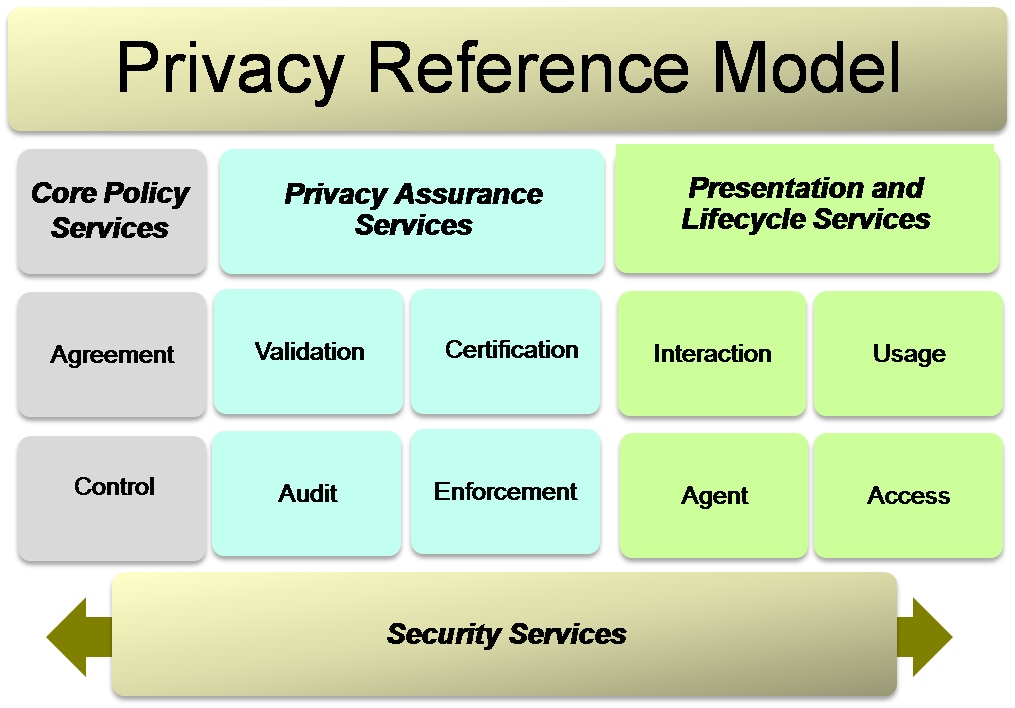 Privacy Reference Model
Core Policy
Services
Privacy Assurance
Services
Presentation and
Lifecycle Services
Agreement
Validation
Certification
Interaction
Usage
Control
Audit
Enforcement
Agent
Access
Security Services